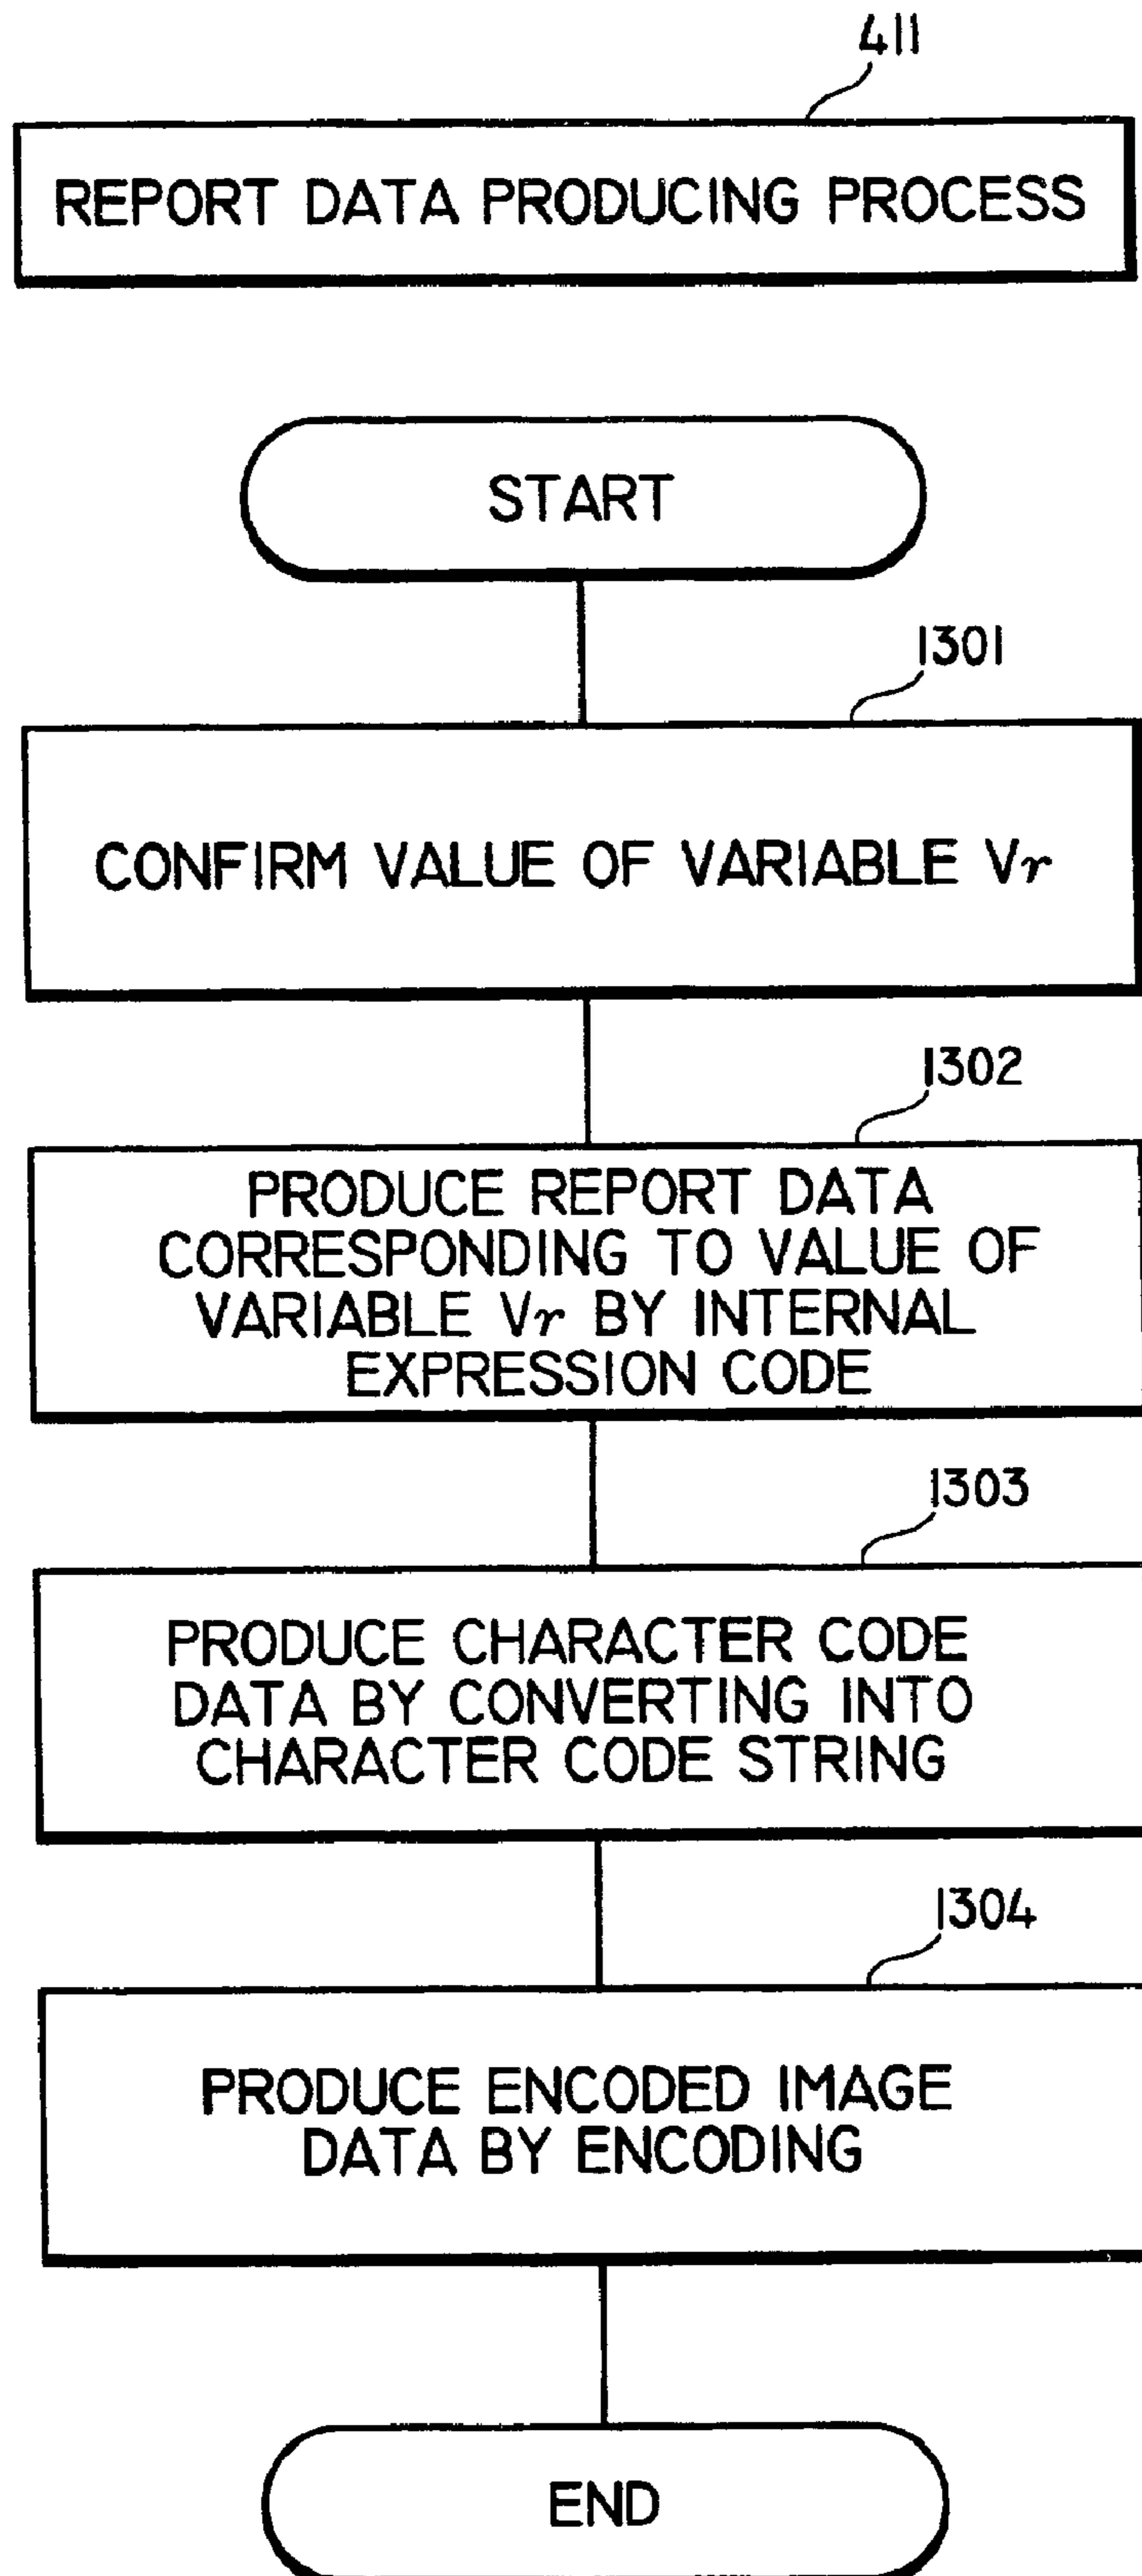 411
REPORT DATA PRODUCING PROCESS
START
1301
CONFIRM VALUE OF VARIABLE Vr
1302
PRODUCE REPORT DATA
CORRESPONDING TO VALUE OF
VARIABLE Vr BY INTERNAL
EXPRESSION CODE
1303
PRODUCE CHARACTER CODE
DATA BY CONVERTING INTO
CHARACTER CODE STRING
1304
PRODUCE ENCODED IMAGE
DATA BY ENCODING
END